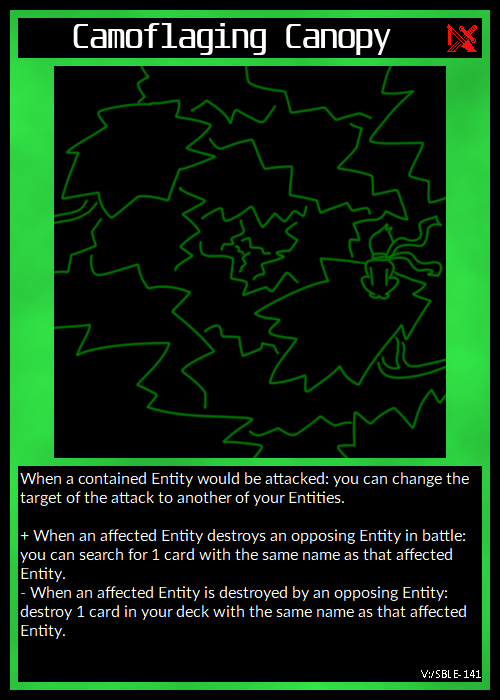 Camoflaging Canopy
When a contained Entity would be attacked: you can change the
target of the attack to another of your Entities.
+ When an affected Entity destroys an opposing Entity in battle:
you can search for 1 card with the same name as that affected
Entity.
- When an affected Entity is destroyed by an opposing Entity:
destroy 1 card in your deck with the same name as that affected
Entity.
V:/SBLE-141